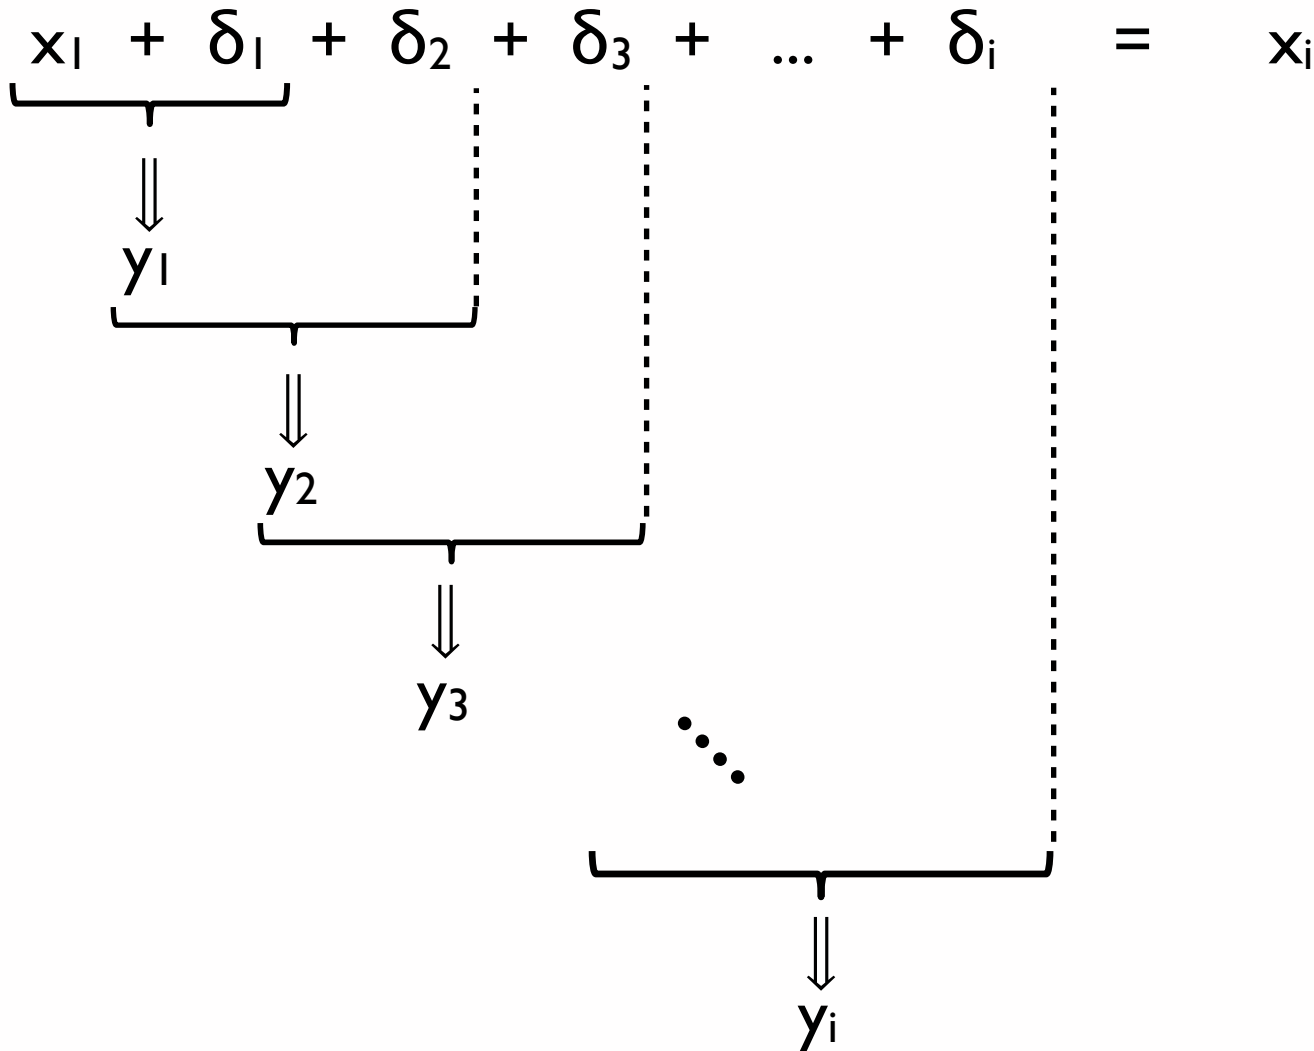 x1 + δ1 + δ2 + δ3 + ... + δi = xi
y1
y2
y3
yi